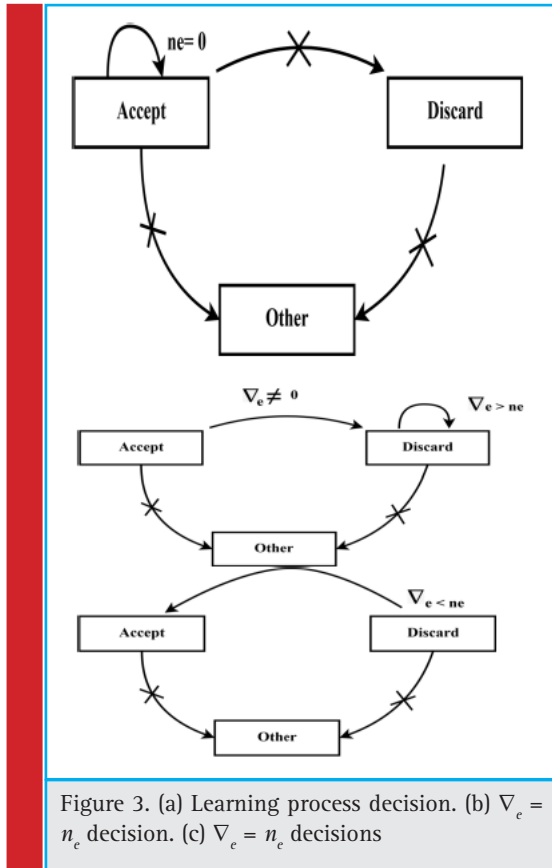 ne= 0
Accept
Discard
Other
∇e ≠ 0
∇e > ne
Accept
Discard
Other
∇e < ne
Accept
Discard
Other
Figure 3. (a) Learning process decision. (b) ∇e =
ne decision. (c) ∇e = ne decisions